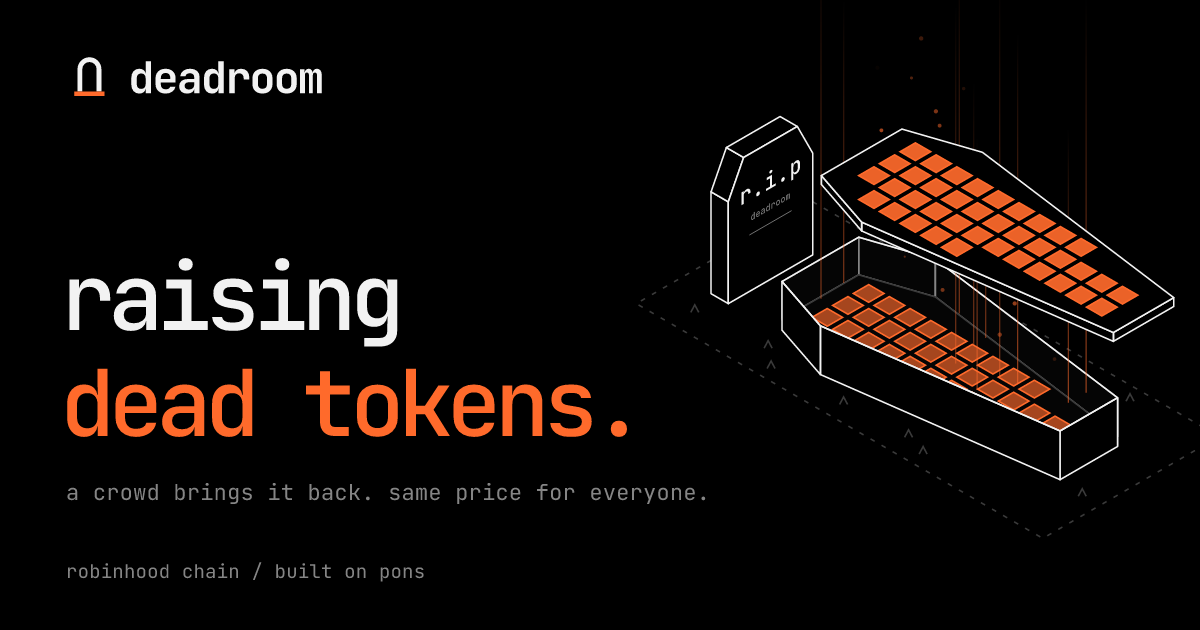 deadroom
r.i.p
deadroom
raising
dead tokens.
a crowd brings it back. same price for everyone.
robinhood chain / built on pons